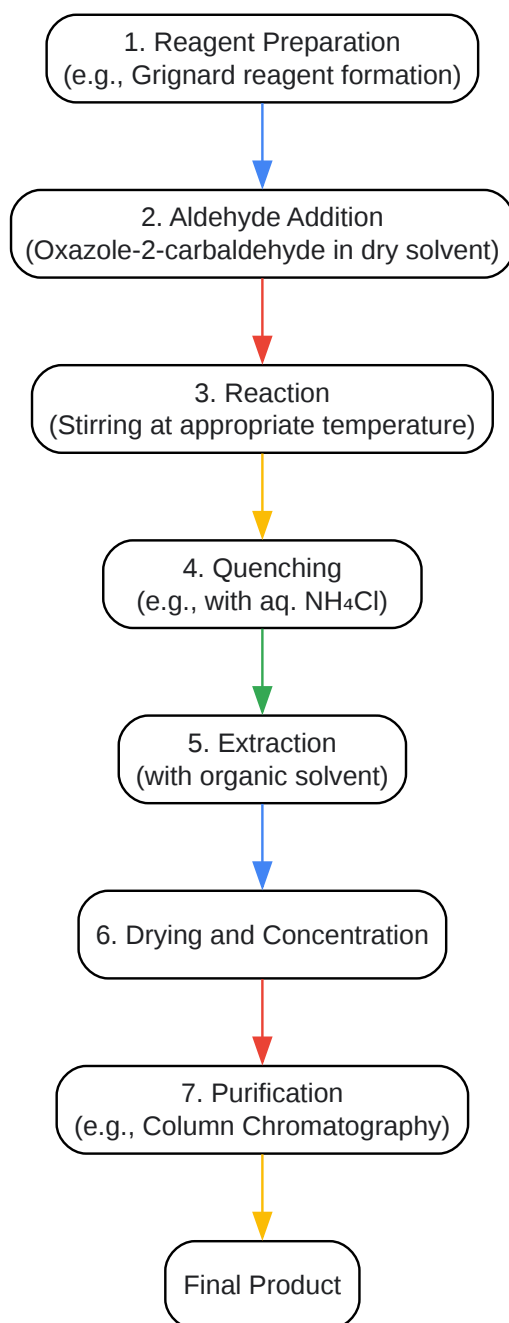 1. Reagent Preparation
(e.g., Grignard reagent formation)
2. Aldehyde Addition
(Oxazole-2-carbaldehyde in dry solvent)
3. Reaction
(Stirring at appropriate temperature)
4. Quenching
(e.g., with aq. NH₄Cl)
5. Extraction
(with organic solvent)
6. Drying and Concentration
7. Purification
(e.g., Column Chromatography)
Final Product